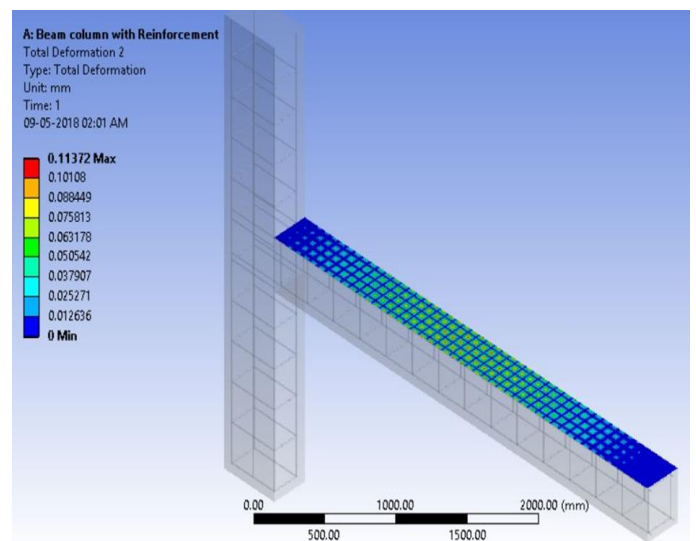 A: Beam column with Reinforcement
Total Deformation 2
Type: Total Deformation
Unit: mm
Time: 1
09-05-2018 02:01 AM
0.11372 Max
0.10108
0.088449
0.075813
0.063178
0.050542
0.037907
0.025271
0.012636
0 Min
0.00 1000.00 2000.00 (mm)
500.00 1500.00